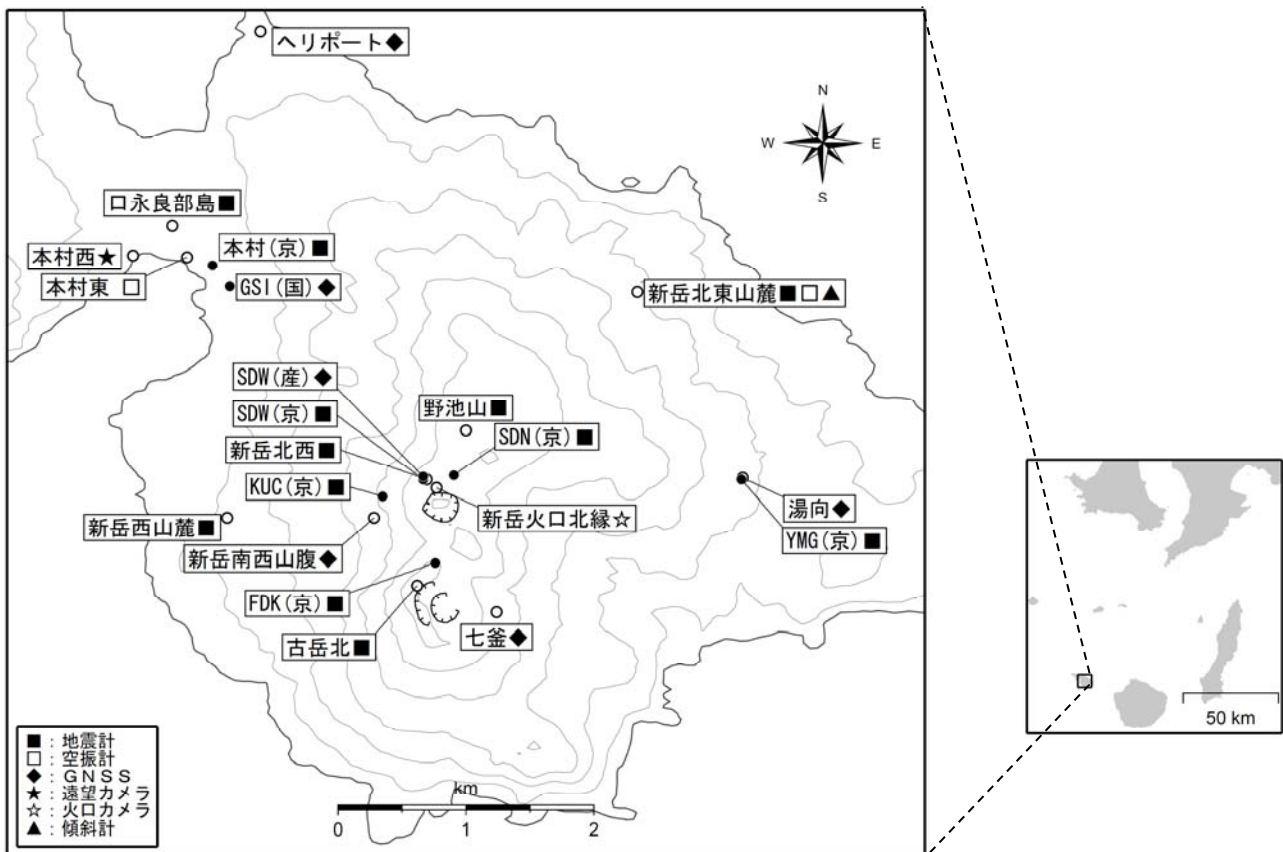 ヘリポート◆
N
W E
S
口永良部島■
本村西★
本村(京)■
本村東 □
GSI(国)◆
新岳北東山麓■□▲
SDW(産)◆
SDW(京)■
野池山■
新岳北西■
SDN(京)■
KUC(京)■
新岳西山麓■
新岳火口北縁☆
湯向◆
新岳南西山腹◆
YMG(京)■
FDK(京)■
古岳北■
七釜◆
■:地震計
□:空振計
◆:GNSS
★:遠望カメラ
☆:火口カメラ
▲:傾斜計
km
0 1 2
50 km